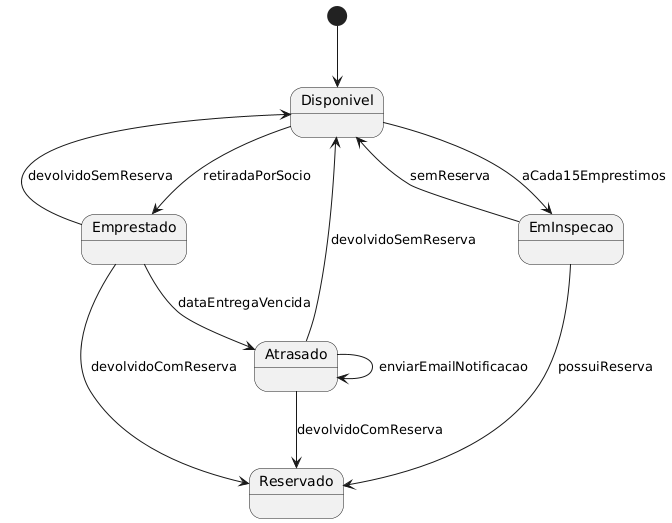 Disponivel
devolvidoSemReserva
retiradaPorSocio
semReserva
aCada15Emprestimos
Emprestado
EmInspecao
devolvidoSemReserva
dataEntregaVencida
Atrasado
devolvidoComReserva
enviarEmailNotificacao
possuiReserva
devolvidoComReserva
Reservado